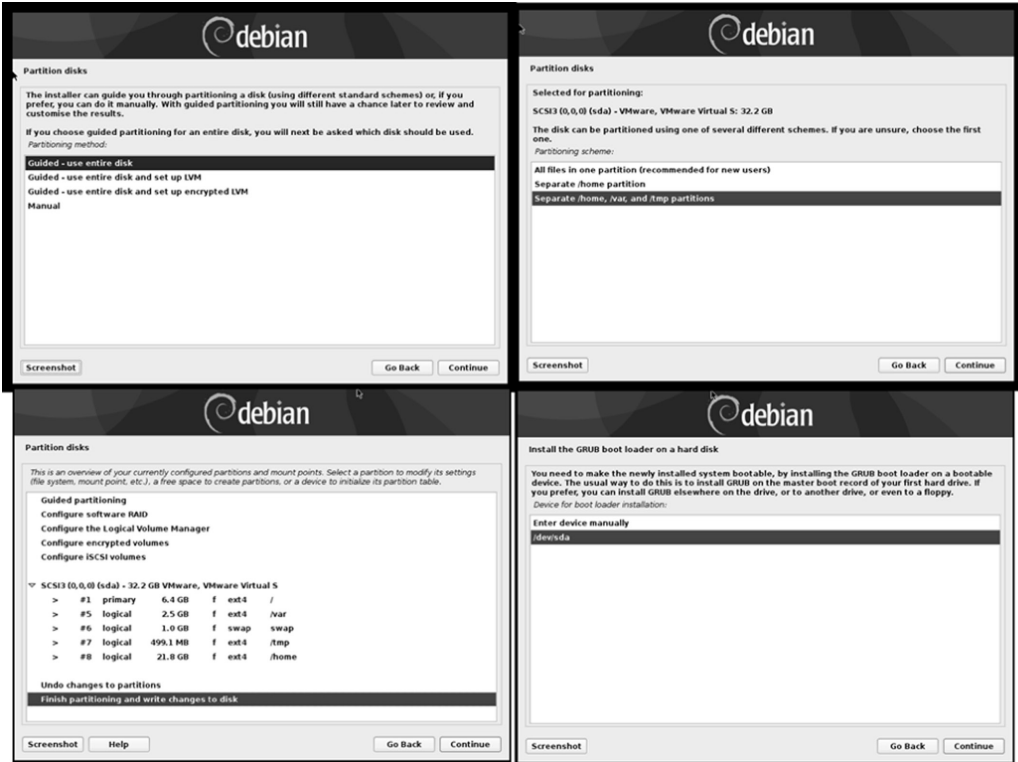 debian
Partition disks
The installer can guide you through partitioning a disk (using different standard schemes) or, if you
prefer, you can do it manually. With guided partitioning you will still have a chance later to review and
customise the results.
If you choose guided partitioning for an entire disk, you will next be asked which disk should be used.
Partitioning method:
Guided - use entire disk
Guided - use entire disk and set up LVM
Guided - use entire disk and set up encrypted LVM
Manual
Screenshot
Go Back
Continue
debian
Partition disks
Selected for partitioning:
SCSI3 (0,0,0) (sda) - VMware, VMware Virtual S: 32.2 GB
The disk can be partitioned using one of several different schemes. If you are unsure, choose the first
one.
Partitioning scheme:
All files in one partition (recommended for new users)
Separate /home partition
Separate /home, /var, and /tmp partitions
Screenshot
Go Back
Continue
debian
Partition disks
This is an overview of your currently configured partitions and mount points. Select a partition to modify its settings
(file system, mount point, etc.), a free space to create partitions, or a device to initialize its partition table.
Guided partitioning
Configure software RAID
Configure the Logical Volume Manager
Configure encrypted volumes
Configure iSCSI volumes
SCSI3 (0,0,0) (sda) - 32.2 GB VMware, VMware Virtual S
> #1 primary 6.4 GB f ext4 /
> #5 logical 2.5 GB f ext4 /var
> #6 logical 1.0 GB f swap swap
> #7 logical 499.1 MB f ext4 /tmp
> #8 logical 21.8 GB f ext4 /home
Undo changes to partitions
Finish partitioning and write changes to disk
Screenshot
Help
Go Back
Continue
debian
Install the GRUB boot loader on a hard disk
You need to make the newly installed system bootable, by installing the GRUB boot loader on a bootable
device. The usual way to do this is to install GRUB on the master boot record of your first hard drive. If
you prefer, you can install GRUB elsewhere on the drive, or to another drive, or even to a floppy.
Device for boot loader installation:
Enter device manually
/dev/sda
Screenshot
Go Back
Continue